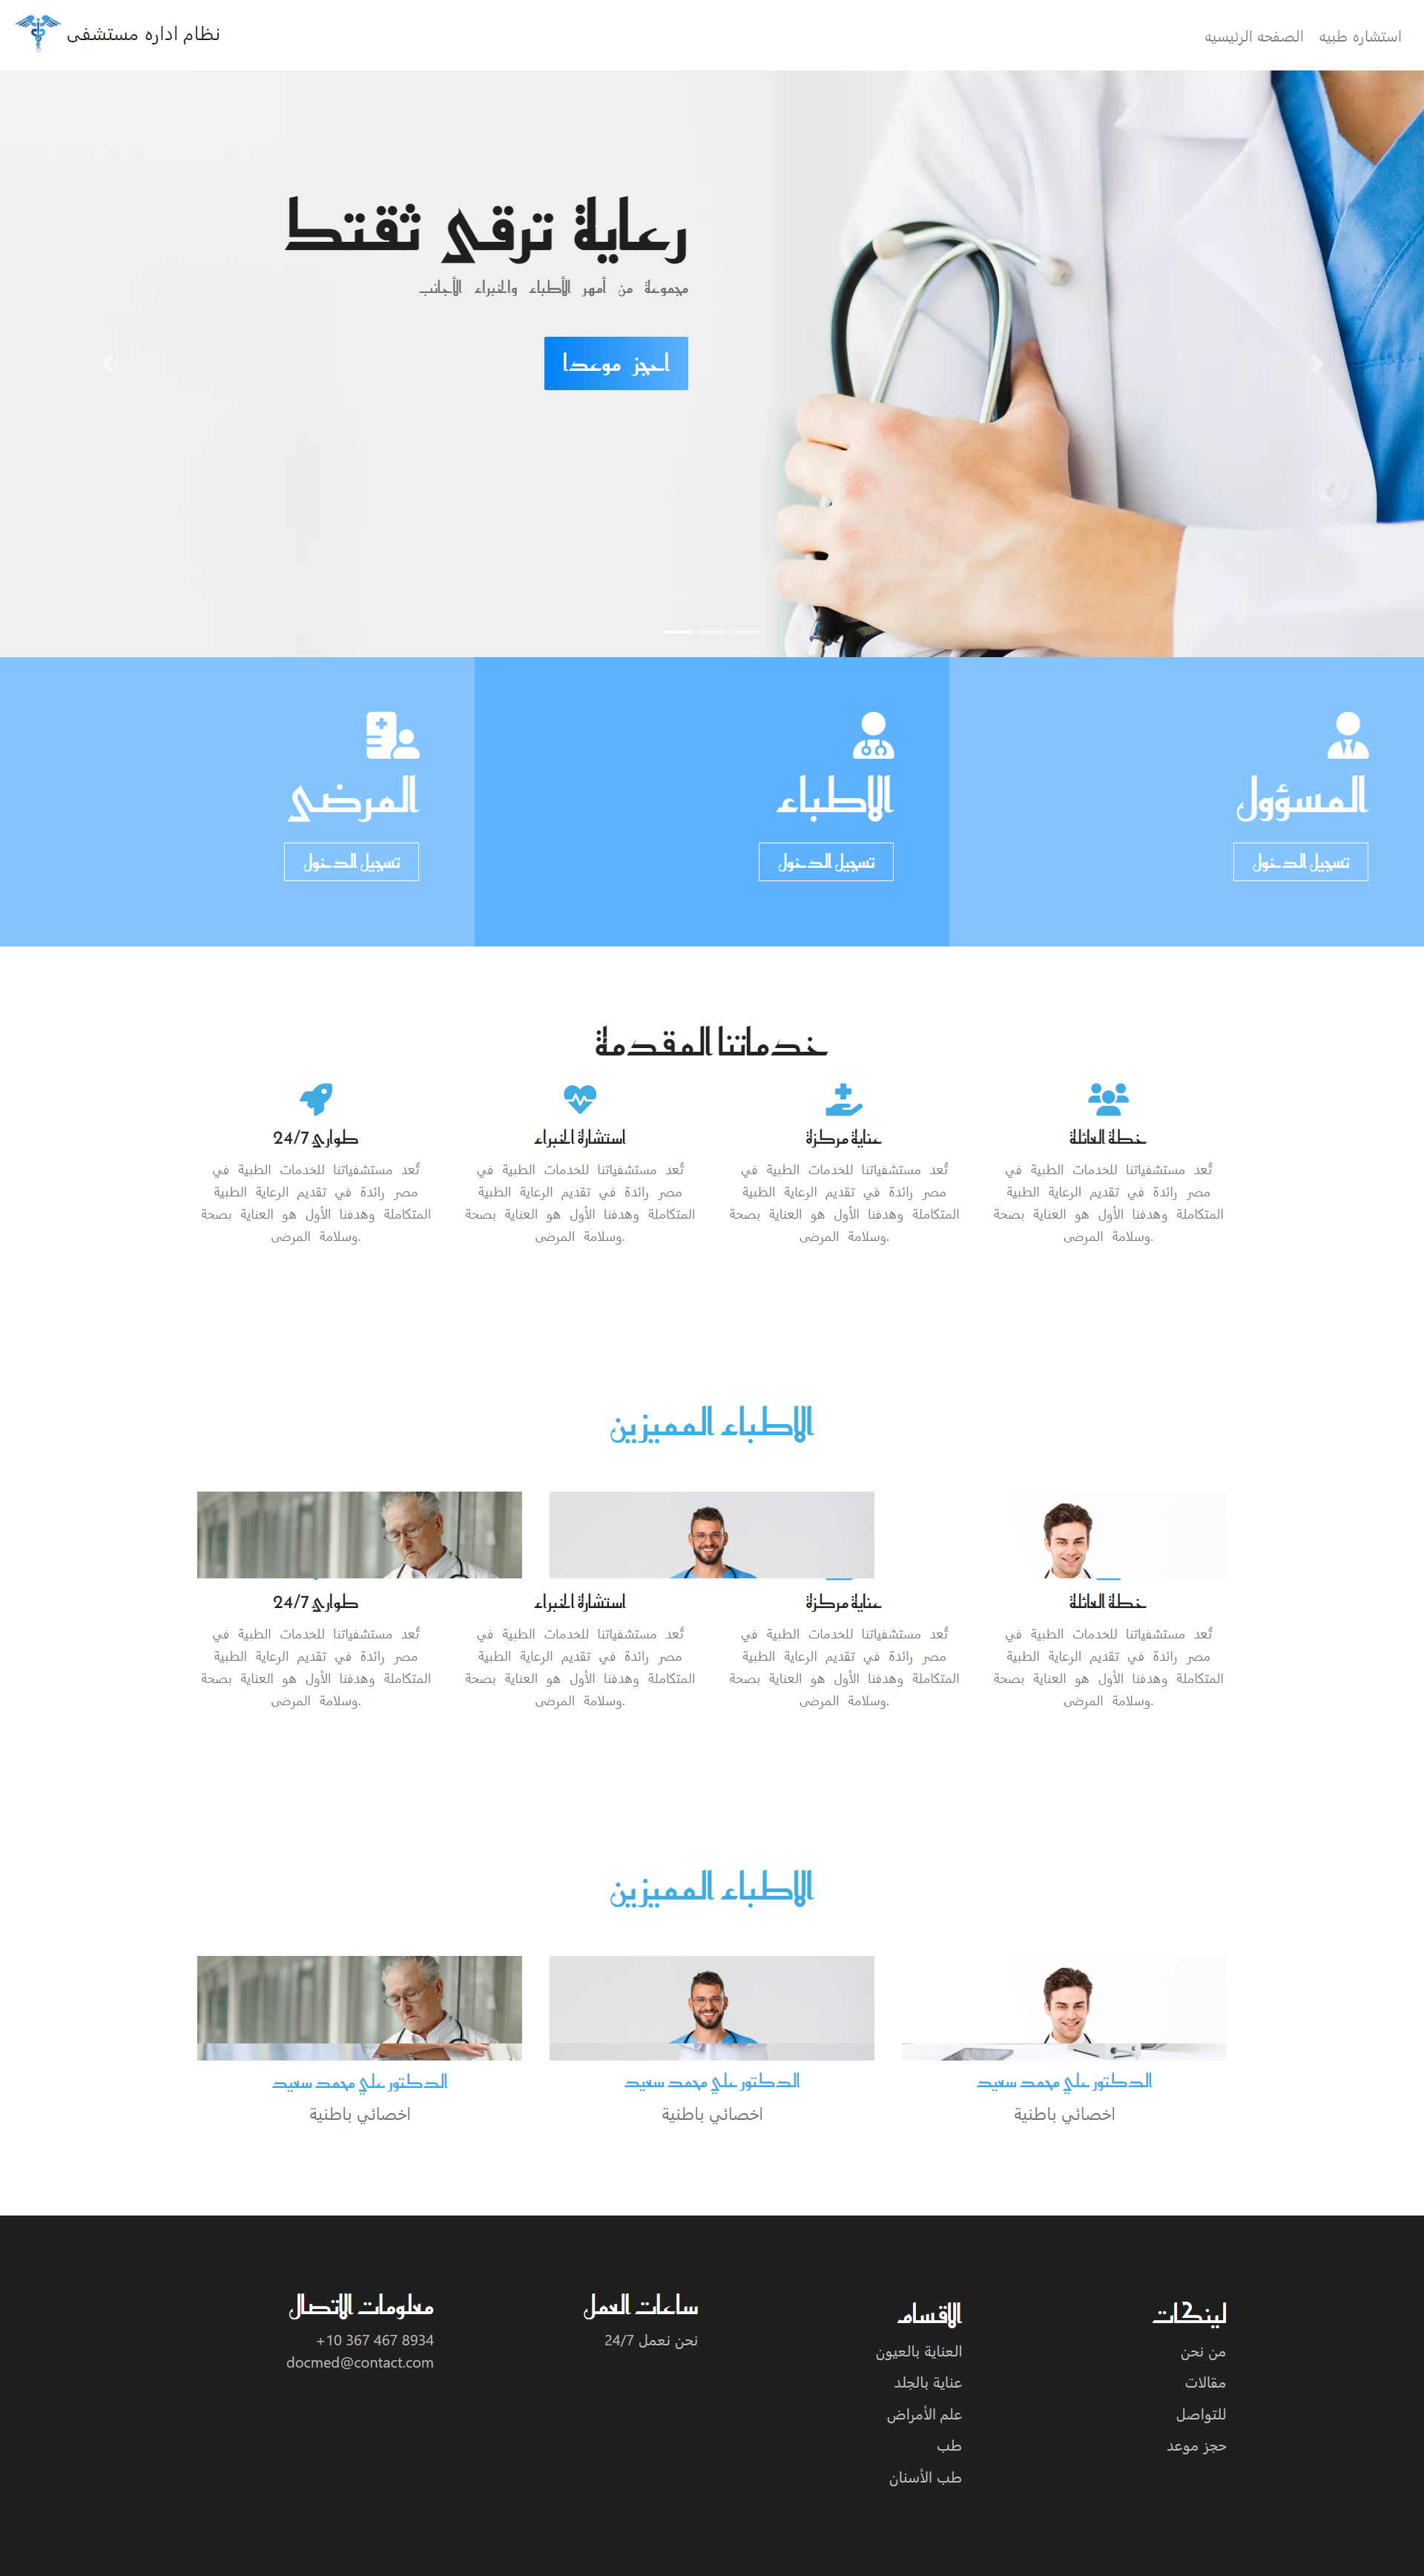 نظام اداره مستشفى
استشاره طبيه
الصفحه الرئيسيه
رعاية ترقى ثقتط
مجموعة من أمهر الأطباء والخبراء الأجانب
احجز موعدا
المسؤول
تسجيل الدخول
الاطباء
تسجيل الدخول
المرضى
تسجيل الدخول
خدماتنا المقدمة
خطة العائلة
تُعد مستشفياتنا للخدمات الطبية في
مصر رائدة في تقديم الرعاية الطبية
المتكاملة وهدفنا الأول هو العناية بصحة
وسلامة المرضى.
عناية مركزة
تُعد مستشفياتنا للخدمات الطبية في
مصر رائدة في تقديم الرعاية الطبية
المتكاملة وهدفنا الأول هو العناية بصحة
وسلامة المرضى.
استشارة الخبراء
تُعد مستشفياتنا للخدمات الطبية في
مصر رائدة في تقديم الرعاية الطبية
المتكاملة وهدفنا الأول هو العناية بصحة
وسلامة المرضى.
طواري 24/7
تُعد مستشفياتنا للخدمات الطبية في
مصر رائدة في تقديم الرعاية الطبية
المتكاملة وهدفنا الأول هو العناية بصحة
وسلامة المرضى.
الاطباء المميزين
خطة العائلة
تُعد مستشفياتنا للخدمات الطبية في
مصر رائدة في تقديم الرعاية الطبية
المتكاملة وهدفنا الأول هو العناية بصحة
وسلامة المرضى.
عناية مركزة
تُعد مستشفياتنا للخدمات الطبية في
مصر رائدة في تقديم الرعاية الطبية
المتكاملة وهدفنا الأول هو العناية بصحة
وسلامة المرضى.
استشارة الخبراء
تُعد مستشفياتنا للخدمات الطبية في
مصر رائدة في تقديم الرعاية الطبية
المتكاملة وهدفنا الأول هو العناية بصحة
وسلامة المرضى.
طواري 24/7
تُعد مستشفياتنا للخدمات الطبية في
مصر رائدة في تقديم الرعاية الطبية
المتكاملة وهدفنا الأول هو العناية بصحة
وسلامة المرضى.
الاطباء المميزين
الدكتور علي محمد سعيد
اخصائي باطنية
الدكتور علي محمد سعيد
اخصائي باطنية
الدكتور علي محمد سعيد
اخصائي باطنية
لينكات
من نحن
مقالات
للتواصل
حجز موعد
الاقسام
العناية بالعيون
عناية بالجلد
علم الأمراض
طب
طب الأسنان
ساعات العمل
نحن نعمل 24/7
معلومات الاتصال
+10 367 467 8934
docmed@contact.com